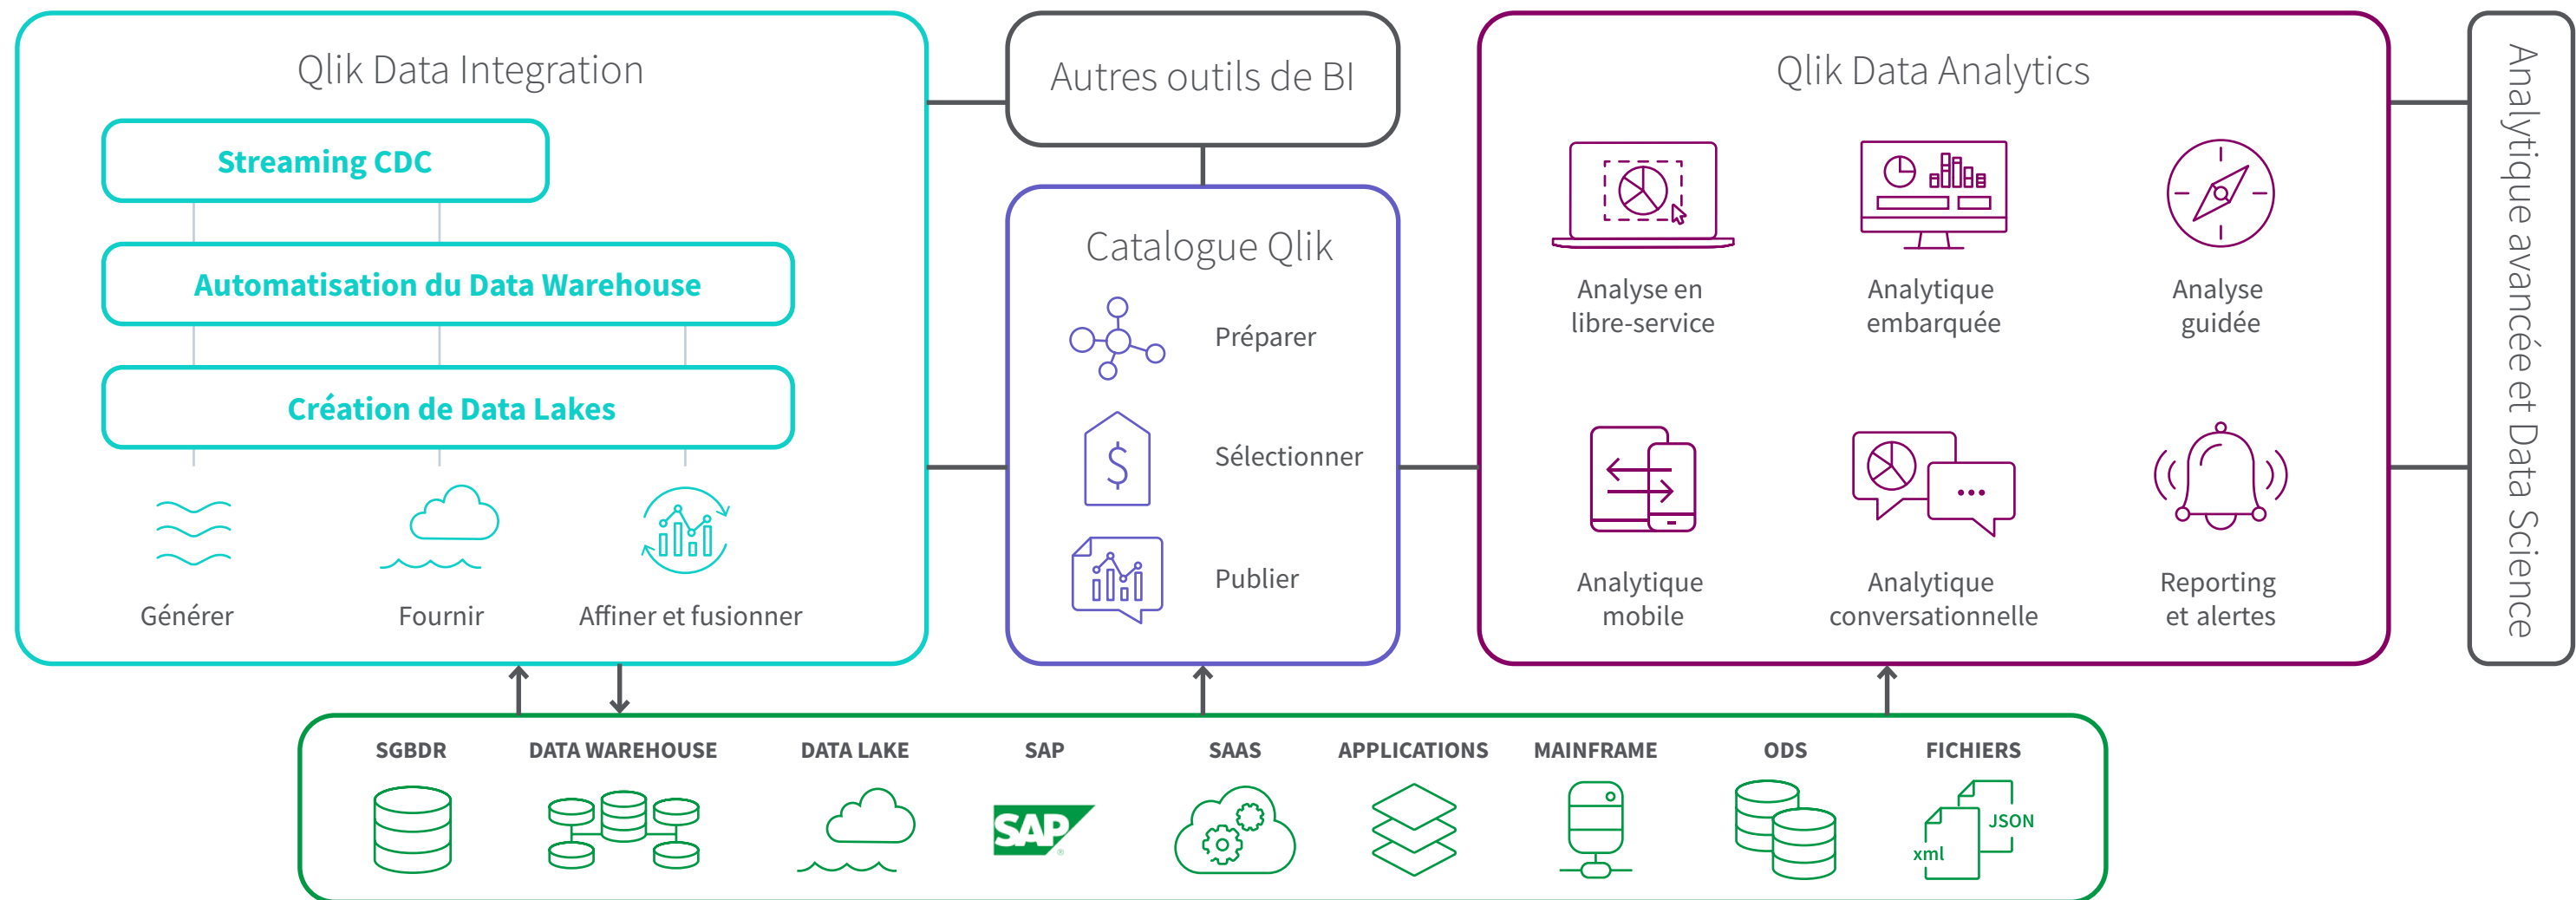 Qlik Data Integration
Streaming CDC
Automatisation du Data Warehouse
Création de Data Lakes
Générer
Fournir
Affiner et fusionner
Autres outils de BI
Catalogue Qlik
Préparer
$
Sélectionner
Publier
Qlik Data Analytics
Analyse en
libre-service
Analytique
embarquée
Analyse
guidée
Analytique
mobile
Analytique
conversationnelle
Reporting
et alertes
Analytique avancée et Data Science
SGBDR
DATA WAREHOUSE
DATA LAKE
SAP
SAP
®
SAAS
APPLICATIONS
MAINFRAME
ODS
FICHIERS
JSON
xml